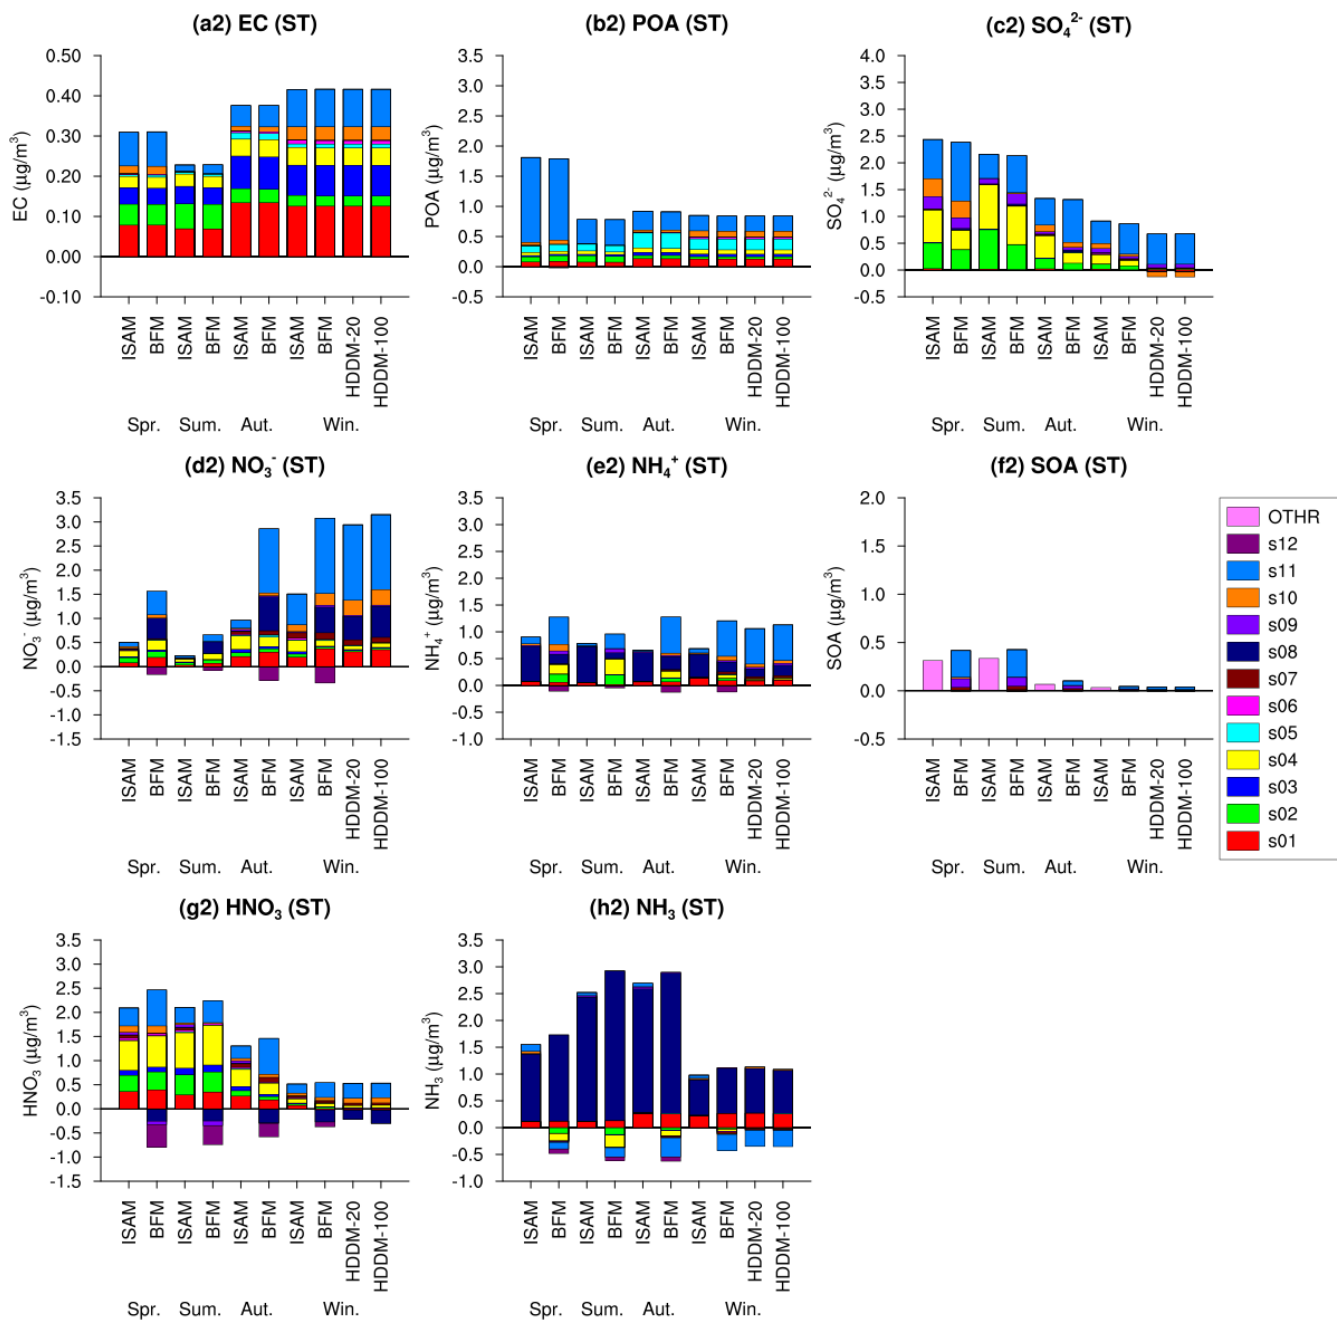 (a2) EC (ST)
EC (µg/m³)
0.50
0.40
0.30
0.20
0.10
0.00
-0.10
ISAM
BFM
ISAM
BFM
ISAM
BFM
ISAM
BFM
HDDM-20
HDDM-100
Spr. Sum. Aut. Win.
(b2) POA (ST)
POA (µg/m³)
3.5
3.0
2.5
2.0
1.5
1.0
0.5
0.0
-0.5
ISAM
BFM
ISAM
BFM
ISAM
BFM
ISAM
BFM
HDDM-20
HDDM-100
Spr. Sum. Aut. Win.
(c2) SO₄²⁻ (ST)
SO₄²⁻ (µg/m³)
4.0
3.5
3.0
2.5
2.0
1.5
1.0
0.5
0.0
-0.5
ISAM
BFM
ISAM
BFM
ISAM
BFM
ISAM
BFM
HDDM-20
HDDM-100
Spr. Sum. Aut. Win.
(d2) NO₃⁻ (ST)
NO₃⁻ (µg/m³)
3.5
3.0
2.5
2.0
1.5
1.0
0.5
0.0
-0.5
-1.0
-1.5
ISAM
BFM
ISAM
BFM
ISAM
BFM
ISAM
BFM
HDDM-20
HDDM-100
Spr. Sum. Aut. Win.
(e2) NH₄⁺ (ST)
NH₄⁺ (µg/m³)
3.5
3.0
2.5
2.0
1.5
1.0
0.5
0.0
-0.5
-1.0
ISAM
BFM
ISAM
BFM
ISAM
BFM
ISAM
BFM
HDDM-20
HDDM-100
Spr. Sum. Aut. Win.
(f2) SOA (ST)
SOA (µg/m³)
2.0
1.5
1.0
0.5
0.0
-0.5
ISAM
BFM
ISAM
BFM
ISAM
BFM
ISAM
BFM
HDDM-20
HDDM-100
Spr. Sum. Aut. Win.
OTHR
s12
s11
s10
s09
s08
s07
s06
s05
s04
s03
s02
s01
(g2) HNO₃ (ST)
HNO₃ (µg/m³)
3.5
3.0
2.5
2.0
1.5
1.0
0.5
0.0
-0.5
-1.0
-1.5
ISAM
BFM
ISAM
BFM
ISAM
BFM
ISAM
BFM
HDDM-20
HDDM-100
Spr. Sum. Aut. Win.
(h2) NH₃ (ST)
NH₃ (µg/m³)
3.5
3.0
2.5
2.0
1.5
1.0
0.5
0.0
-0.5
-1.0
ISAM
BFM
ISAM
BFM
ISAM
BFM
ISAM
BFM
HDDM-20
HDDM-100
Spr. Sum. Aut. Win.